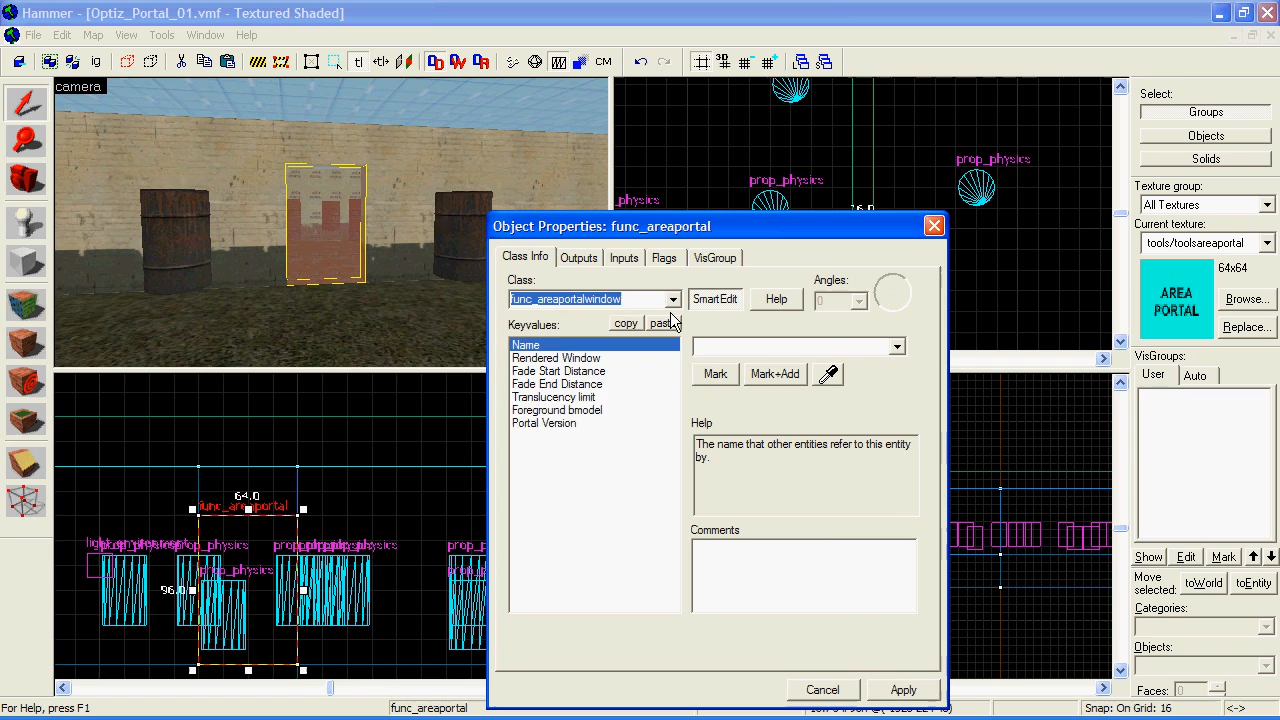 Hammer - [Optiz_Portal_01.vmf - Textured Shaded]
File Edit Map View Tools Window Help
ig tl CM
camera
prop_physics
prop_physics
_physics
Select:
Groups
Objects
Solids
All Textures
Current texture:
tools/toolsareaportal
64x64
AREA
PORTAL
Browse...
Replace...
VisGroups:
User Auto
Show Edit Mark
Move
selected:
toWorld toEntity
Categories:
Objects:
Faces:
Object Properties: func_areaportal
Class Info Outputs Inputs Flags VisGroup
Class:
func_areaportalwindow
SmartEdit Help
Angles:
0
Keyvalues:
copy
Name
Rendered Window
Fade Start Distance
Fade End Distance
Translucency limit
Foreground bmodel
Portal Version
Mark Mark+Add
Help
The name that other entities refer to this entity
by.
Comments
Cancel Apply
64.0
func_areaportal
prop_physics
96.0
For Help, press F1
func_areaportal
Snap: On Grid: 16
<->